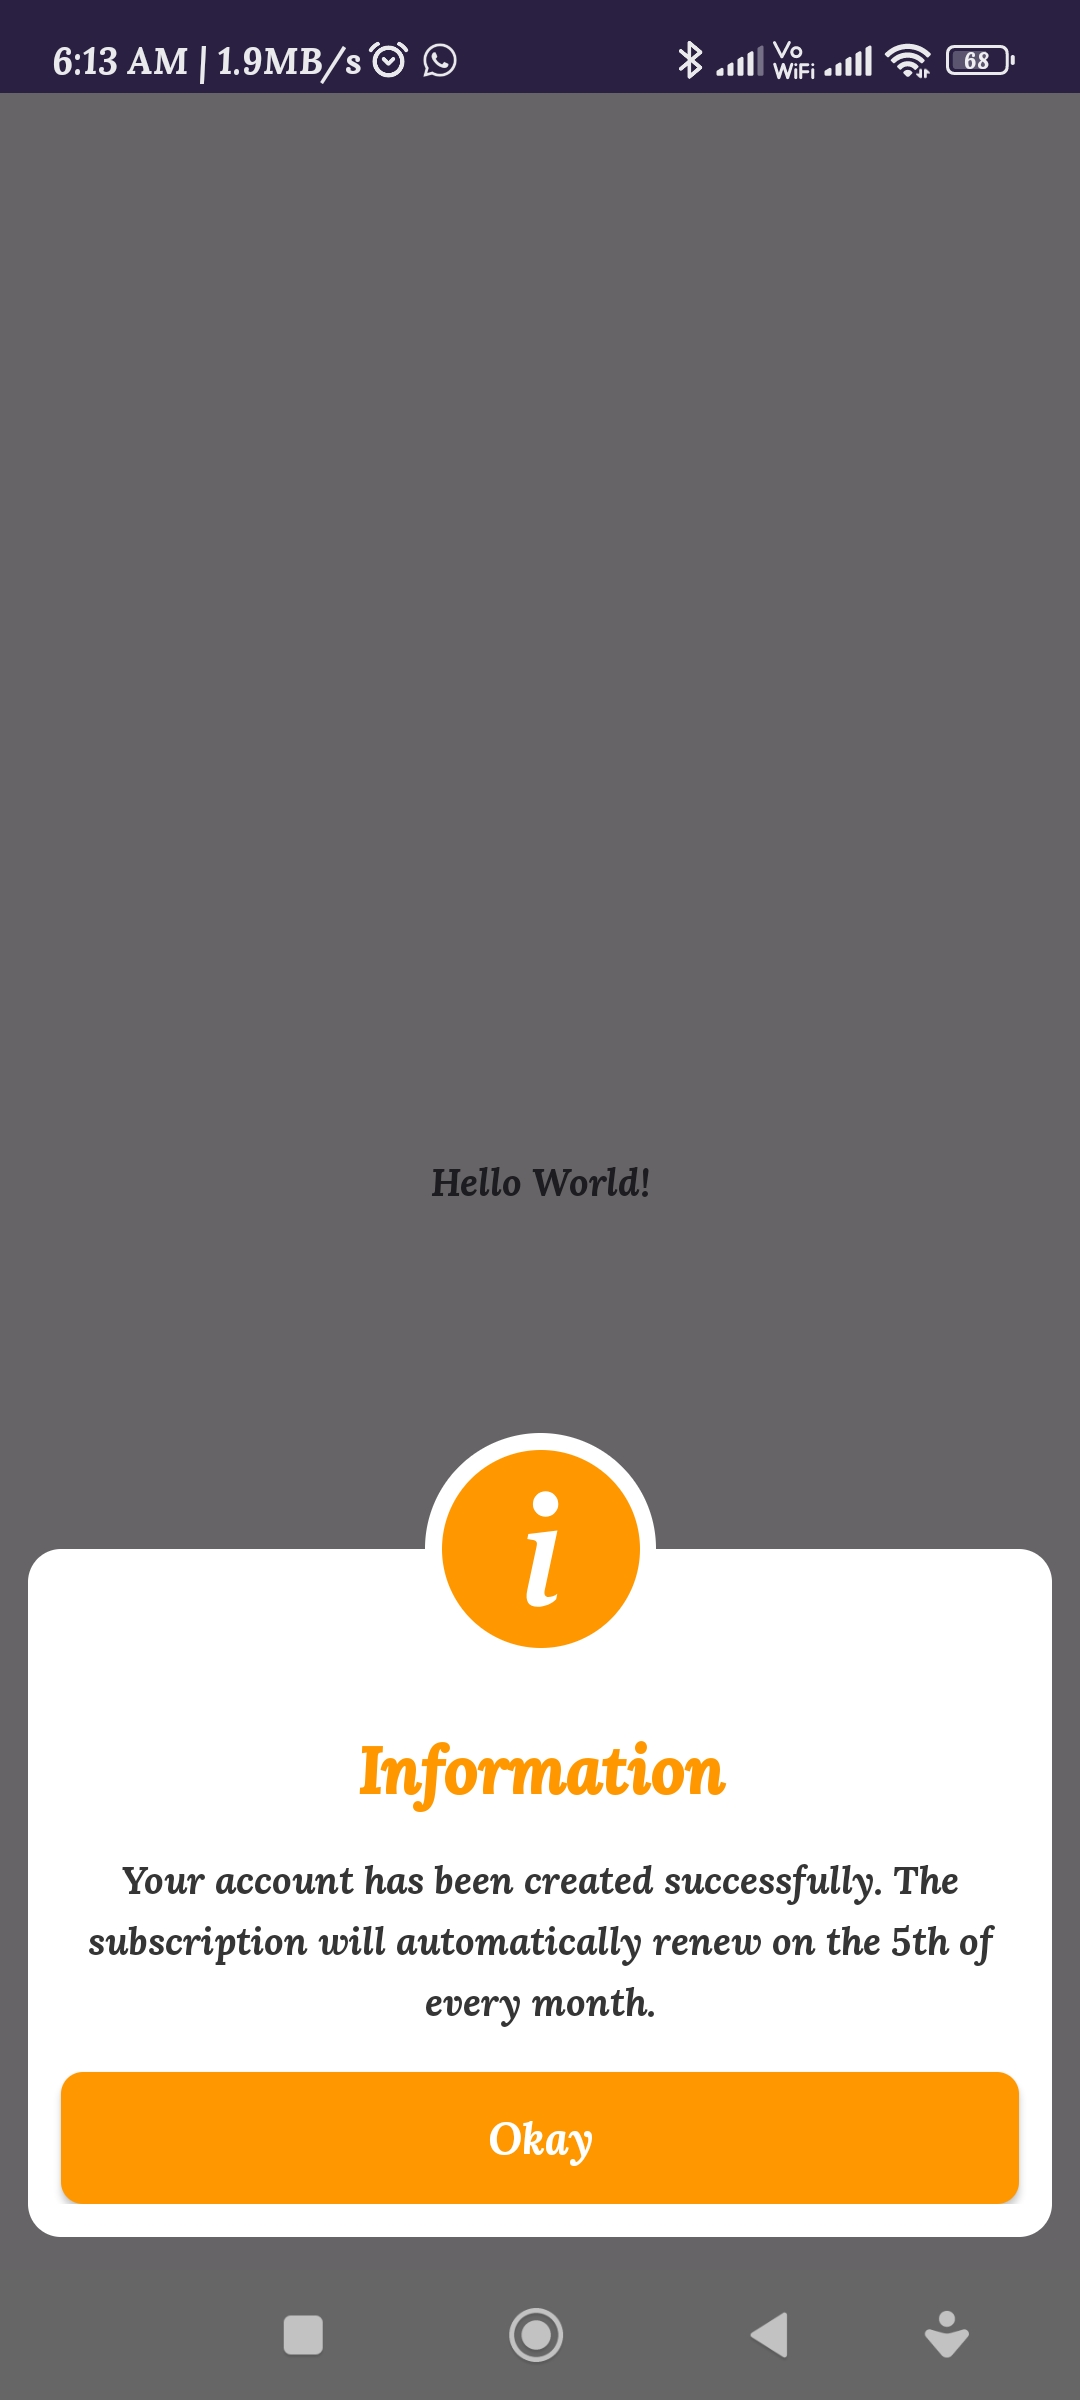 6:13 AM | 1.9MB/s Vo WiFi 68
Hello World!
i
Information
Your account has been created successfully. The
subscription will automatically renew on the 5th of
every month.
Okay